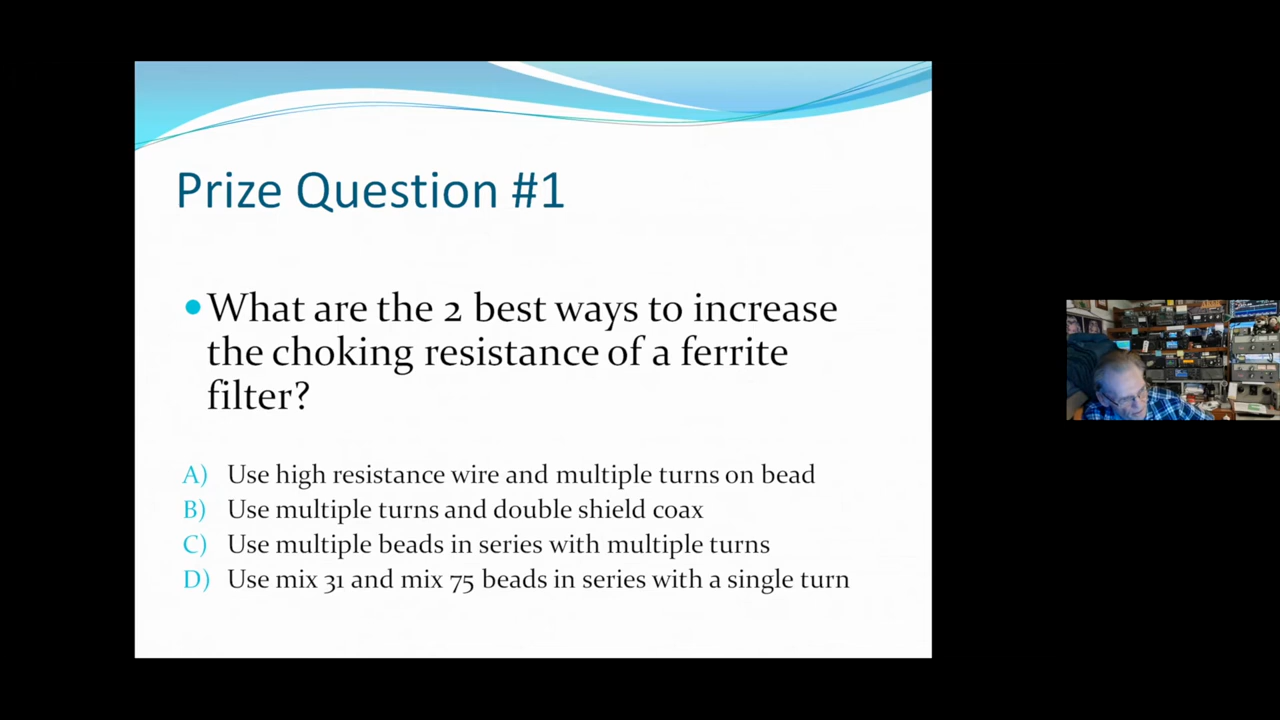 Prize Question #1
•What are the 2 best ways to increase
the choking resistance of a ferrite
filter?
A) Use high resistance wire and multiple turns on bead
B) Use multiple turns and double shield coax
C) Use multiple beads in series with multiple turns
D) Use mix 31 and mix 75 beads in series with a single turn